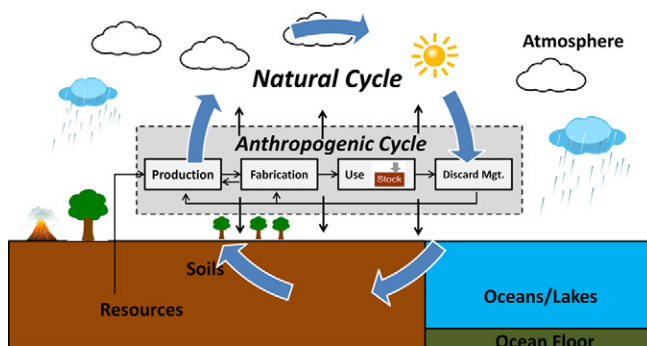 Atmosphere
Natural Cycle
Anthropogenic Cycle
Production
Fabrication
Use
Stock
Discard Mgt.
Soils
Resources
Oceans/Lakes
Ocean Floor